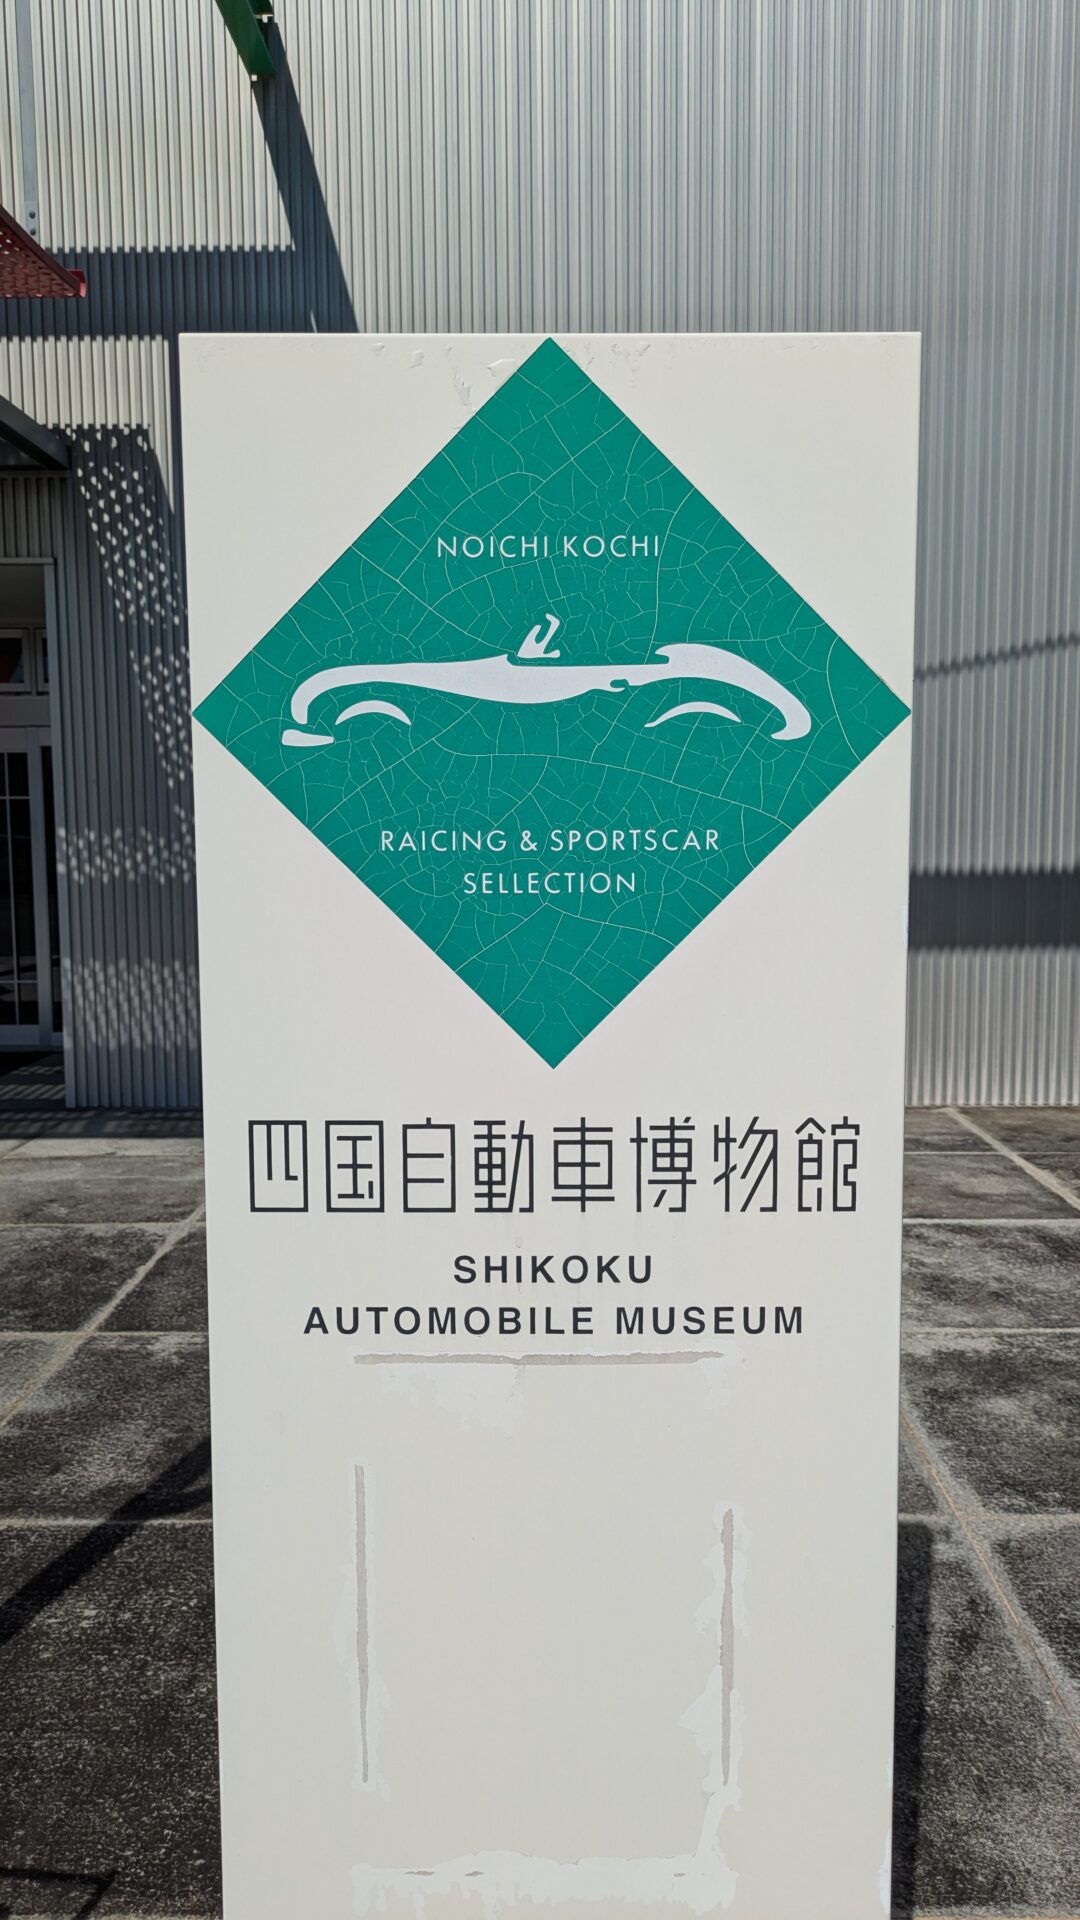 NOICHI KOCHI
RAICING & SPORTSCAR
SELLECTION
四国自動車博物館
SHIKOKU
AUTOMOBILE MUSEUM